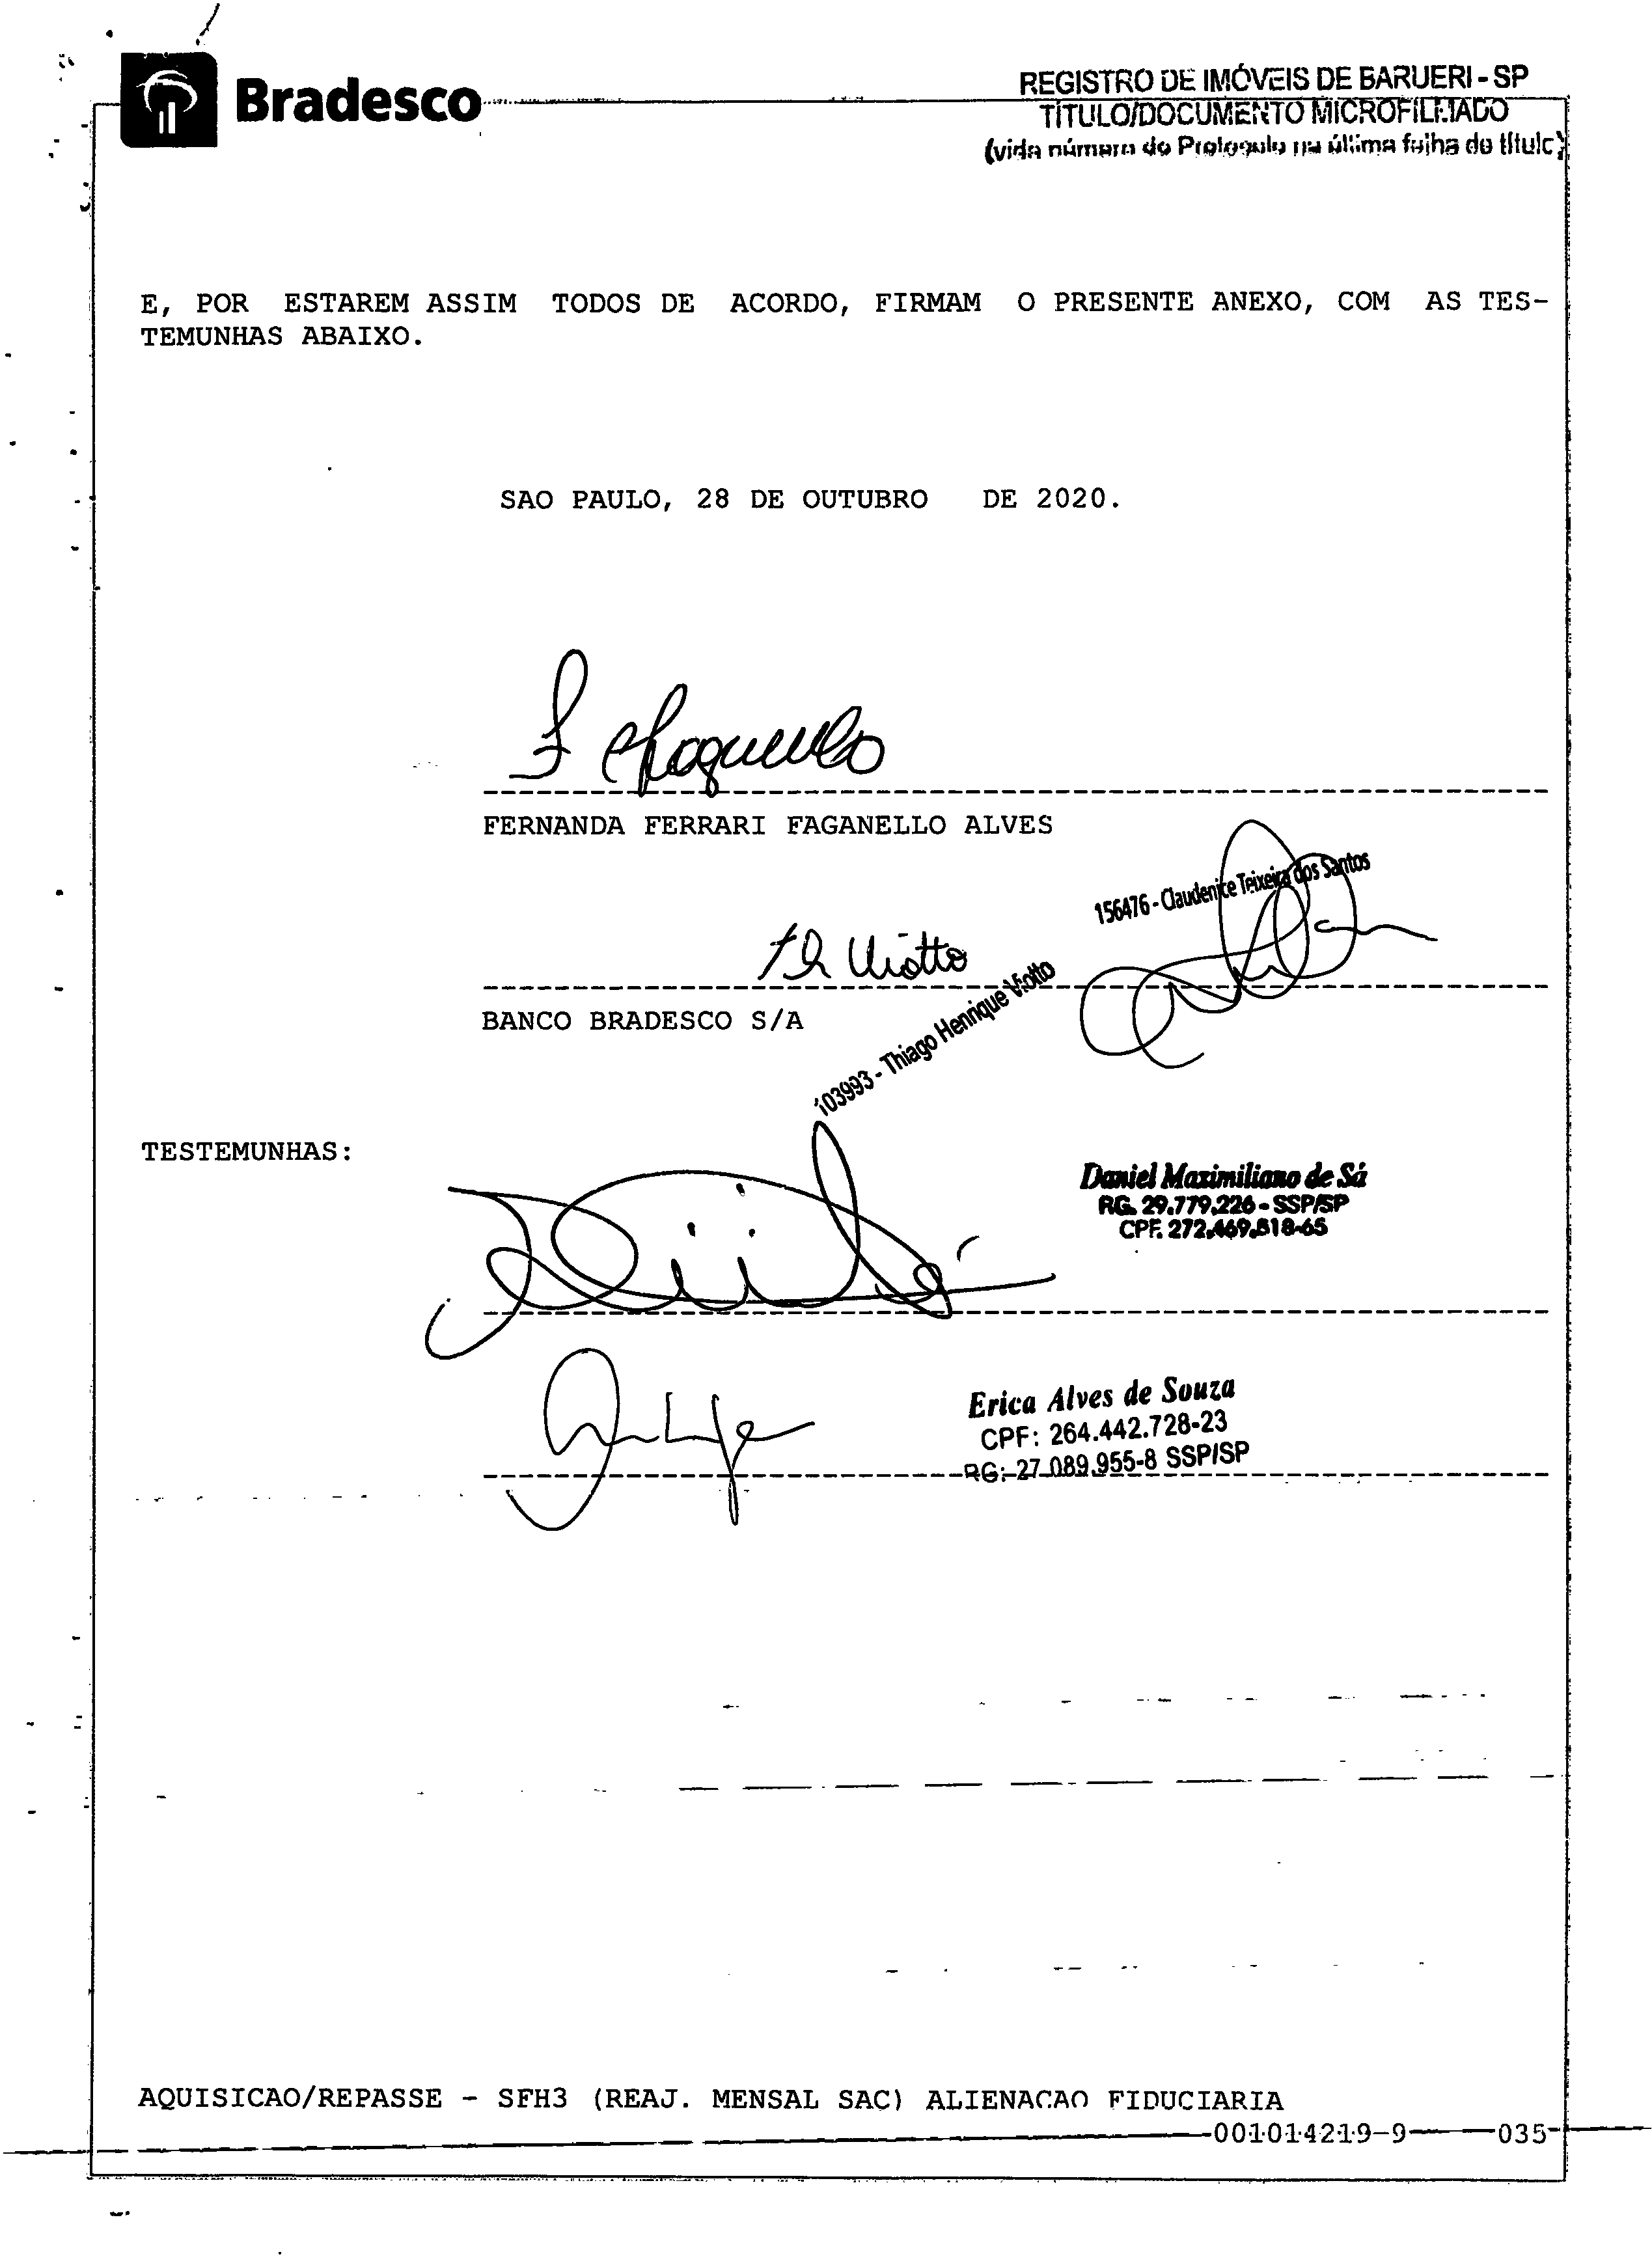 Bradesco
REGISTRO DE IMÓVEIS DE BARUERI - SP
TÍTULO/DOCUMENTO MICROFILMADO
(vide número do Protocolo na última folha do título)
E, POR ESTAREM ASSIM TODOS DE ACORDO, FIRMAM O PRESENTE ANEXO, COM AS TES-
TEMUNHAS ABAIXO.
SAO PAULO, 28 DE OUTUBRO DE 2020.
FERNANDA FERRARI FAGANELLO ALVES
156476 - Claudenice Teixeira dos Santos
Viotto
BANCO BRADESCO S/A
103993 - Thiago Henrique Viotto
TESTEMUNHAS:
Daniel Maximiliano de Sá
RG. 29.779.226 - SSP/SP
CPF. 272.469.818-65
Erica Alves de Souza
CPF: 264.442.728-23
RG: 27.089.955-8 SSP/SP
AQUISICAO/REPASSE - SFH3 (REAJ. MENSAL SAC) ALIENACAO FIDUCIARIA
001014219-9 035